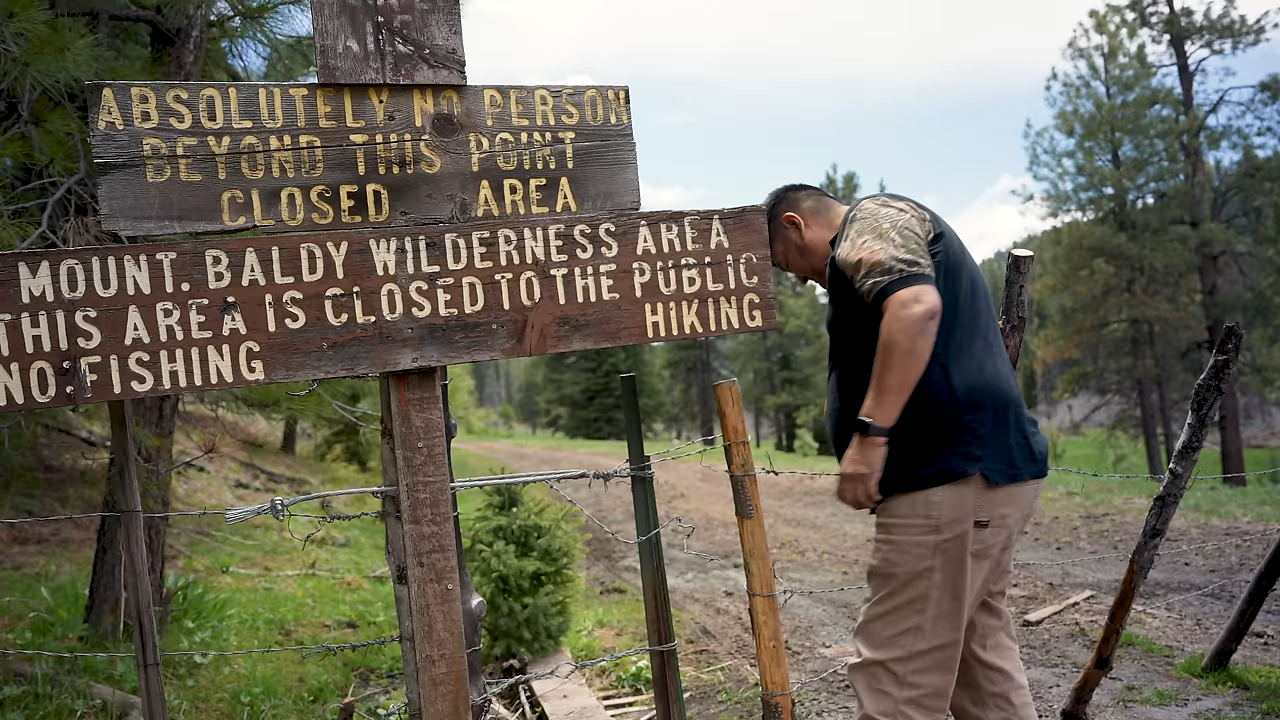 ABSOLUTELY NO PERSON
BEYOND THIS POINT
CLOSED AREA
MOUNT. BALDY WILDERNESS AREA
THIS AREA IS CLOSED TO THE PUBLIC
NO. FISHING HIKING